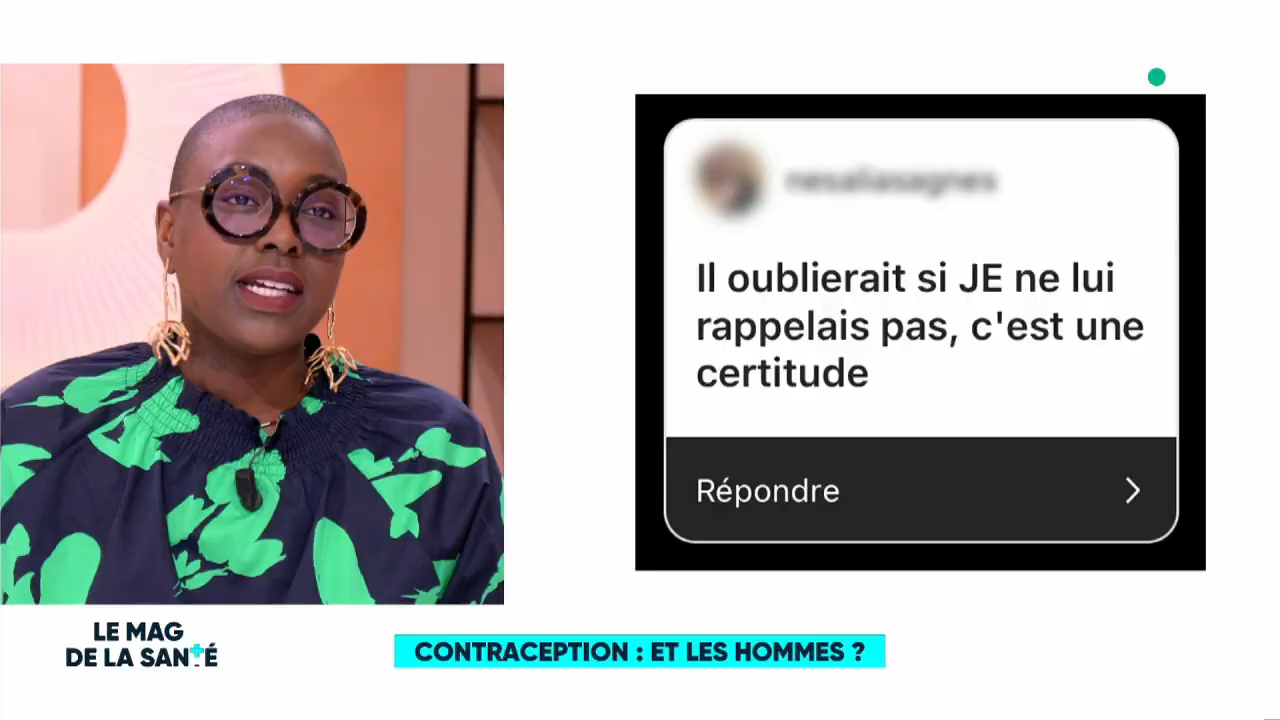 Il oublierait si JE ne lui
rappelais pas, c'est une
certitude
Répondre
LE MAG
DE LA SANTÉ
CONTRACEPTION : ET LES HOMMES ?